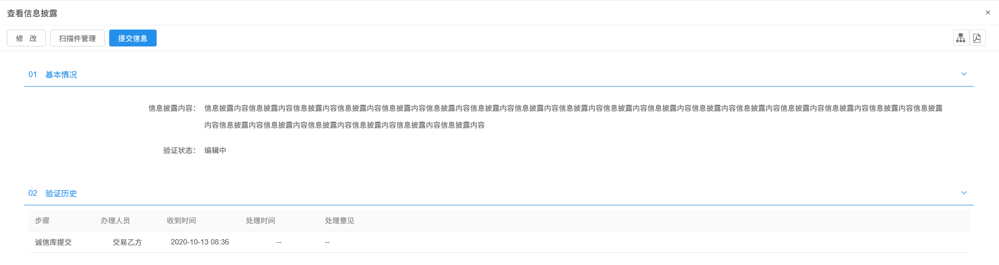 查看信息披露
×
修 改 扫描件管理 提交信息
01 基本情况
信息披露内容： 信息披露内容信息披露内容信息披露内容信息披露内容信息披露内容信息披露内容信息披露内容信息披露内容信息披露内容信息披露内容信息披露内容信息披露内容信息披露内容信息披露内容信息披露内容信息披露内容信息披露
内容信息披露内容信息披露内容信息披露内容信息披露内容信息披露内容信息披露内容
验证状态： 编辑中
02 验证历史
步骤 办理人员 收到时间 处理时间 处理意见
诚信库提交 交易乙方 2020-10-13 08:36 -- --